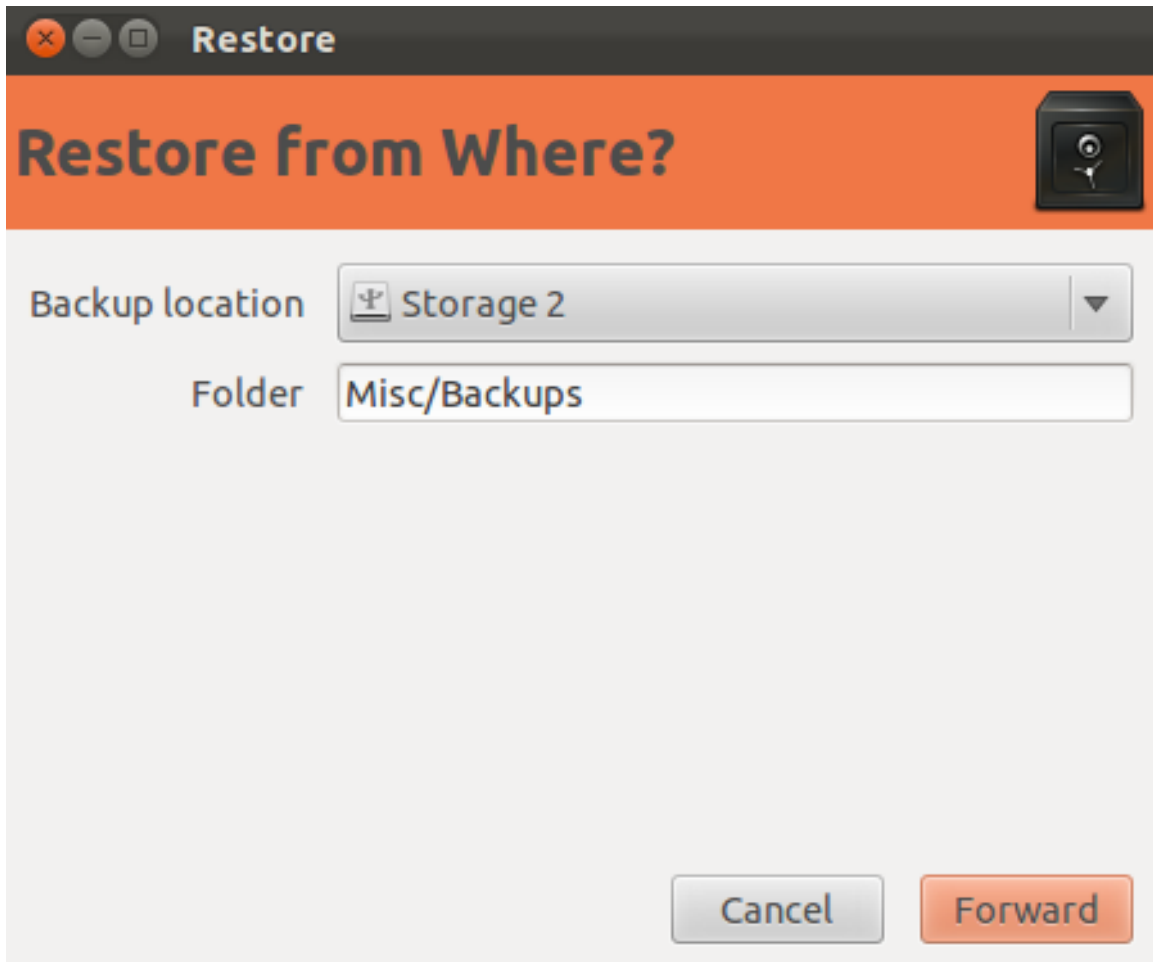 Restore
Restore from Where?
Backup location Storage 2
Folder Misc/Backups
Cancel Forward